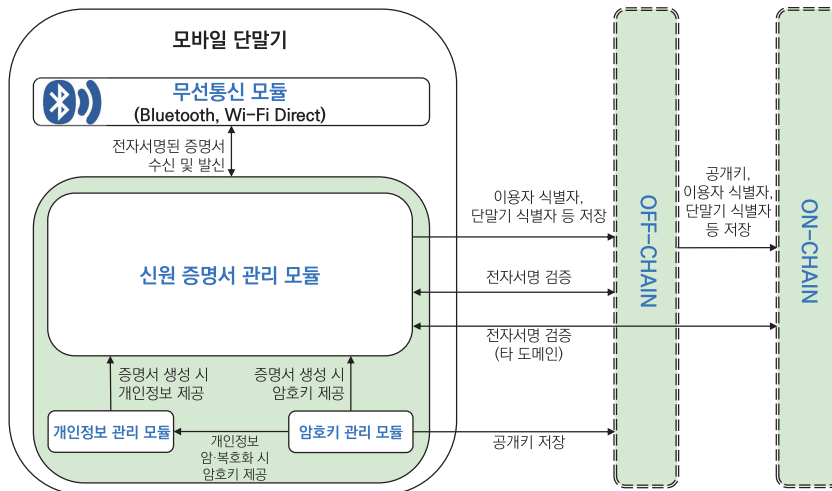 모바일 단말기
무선통신 모듈
(Bluetooth, Wi-Fi Direct)
전자서명된 증명서
수신 및 발신
신원 증명서 관리 모듈
증명서 생성 시
개인정보 제공
증명서 생성 시
암호키 제공
개인정보 관리 모듈
암호키 관리 모듈
개인정보
암·복호화 시
암호키 제공
이용자 식별자,
단말기 식별자 등 저장
전자서명 검증
전자서명 검증
(타 도메인)
공개키 저장
OFF-CHAIN
공개키,
이용자 식별자,
단말기 식별자
등 저장
ON-CHAIN